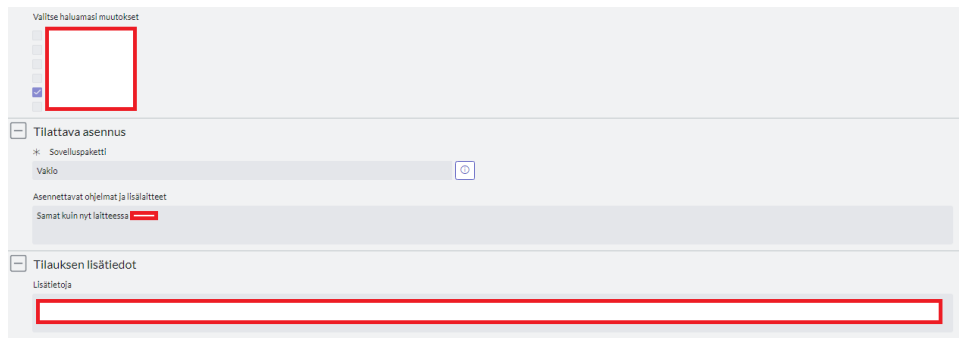 Valitse haluamasi muutokset
Tilattava asennus
* Sovelluspaketti
Vakio
Asennettavat ohjelmat ja lisälaitteet
Samat kuin nyt laitteessa
Tilauksen lisätiedot
Lisätietoja